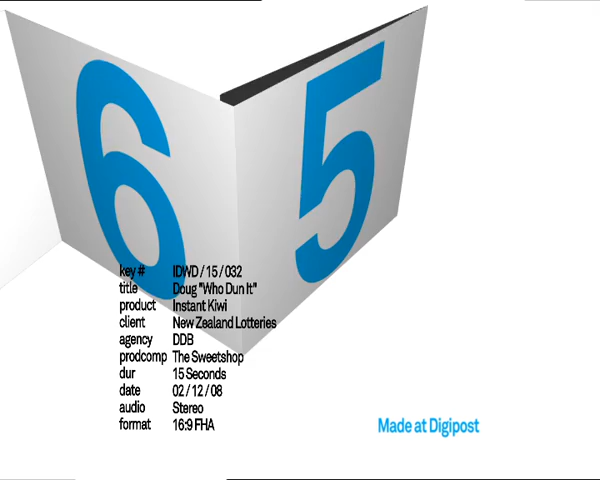 6 5
key # IDWD / 15 / 032
title Doug "Who Dun It"
product Instant Kiwi
client New Zealand Lotteries
agency DDB
prodcomp The Sweetshop
dur 15 Seconds
date 02 / 12 / 08
audio Stereo
format 16:9 FHA
Made at Digipost